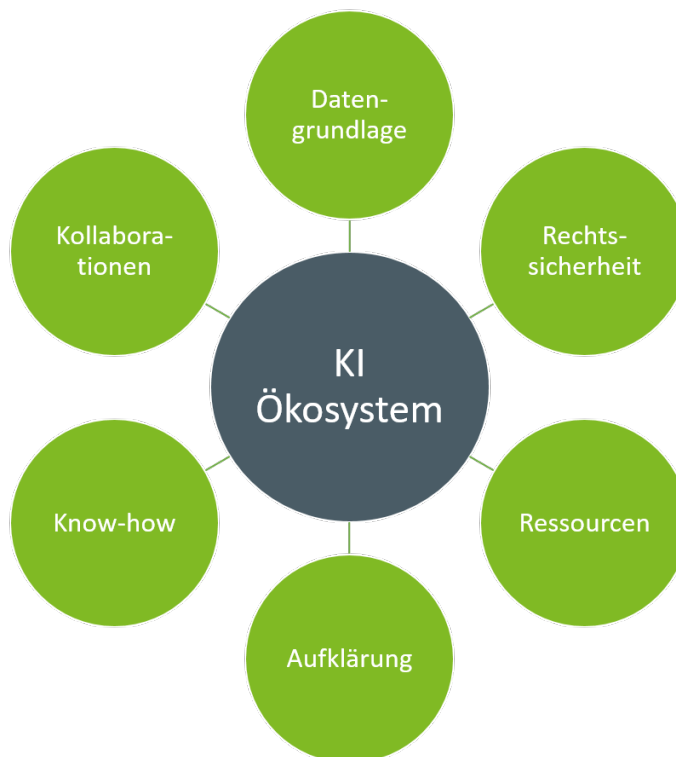 Daten-
grundlage
Kollabora-
tionen
Rechts-
sicherheit
KI
Ökosystem
Know-how
Ressourcen
Aufklärung